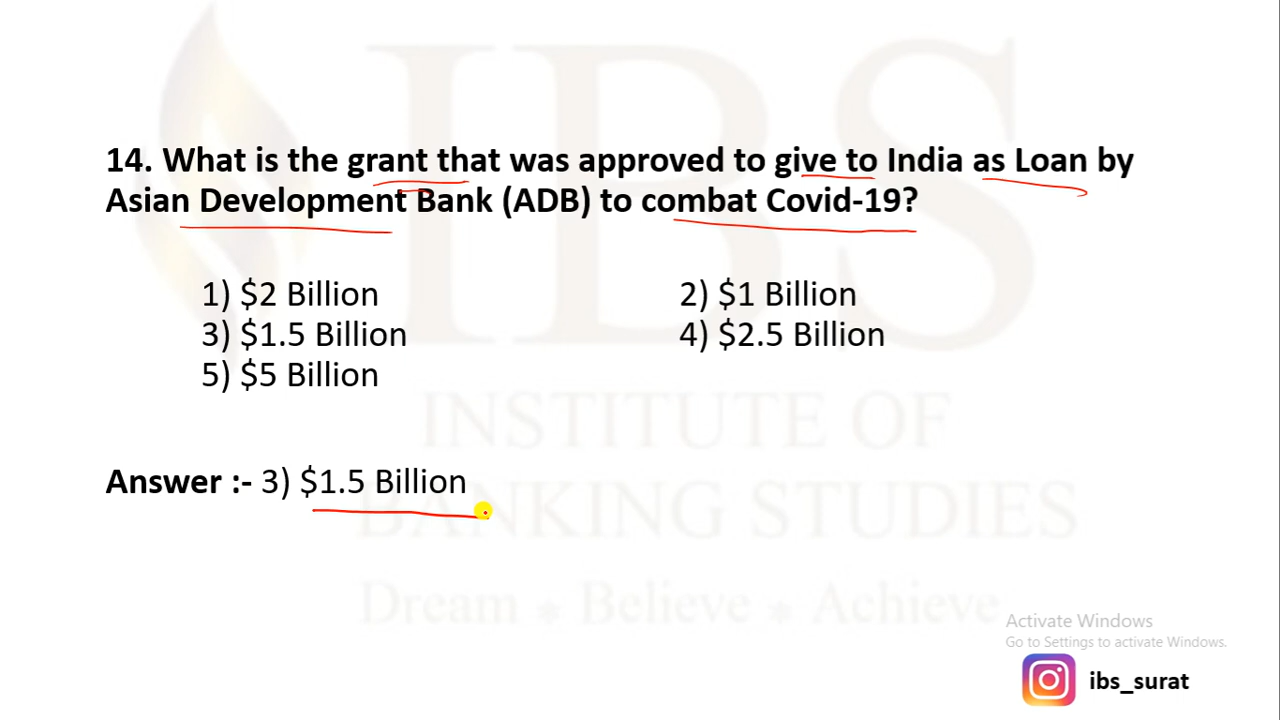 IBS
14. What is the grant that was approved to give to India as Loan by
Asian Development Bank (ADB) to combat Covid-19?
1) $2 Billion
2) $1 Billion
3) $1.5 Billion
4) $2.5 Billion
5) $5 Billion
INSTITUTE OF
Answer :- 3) $1.5 Billion
BANKING STUDIES
Dream * Believe * Achieve
Activate Windows
Go to Settings to activate Windows.
ibs_surat